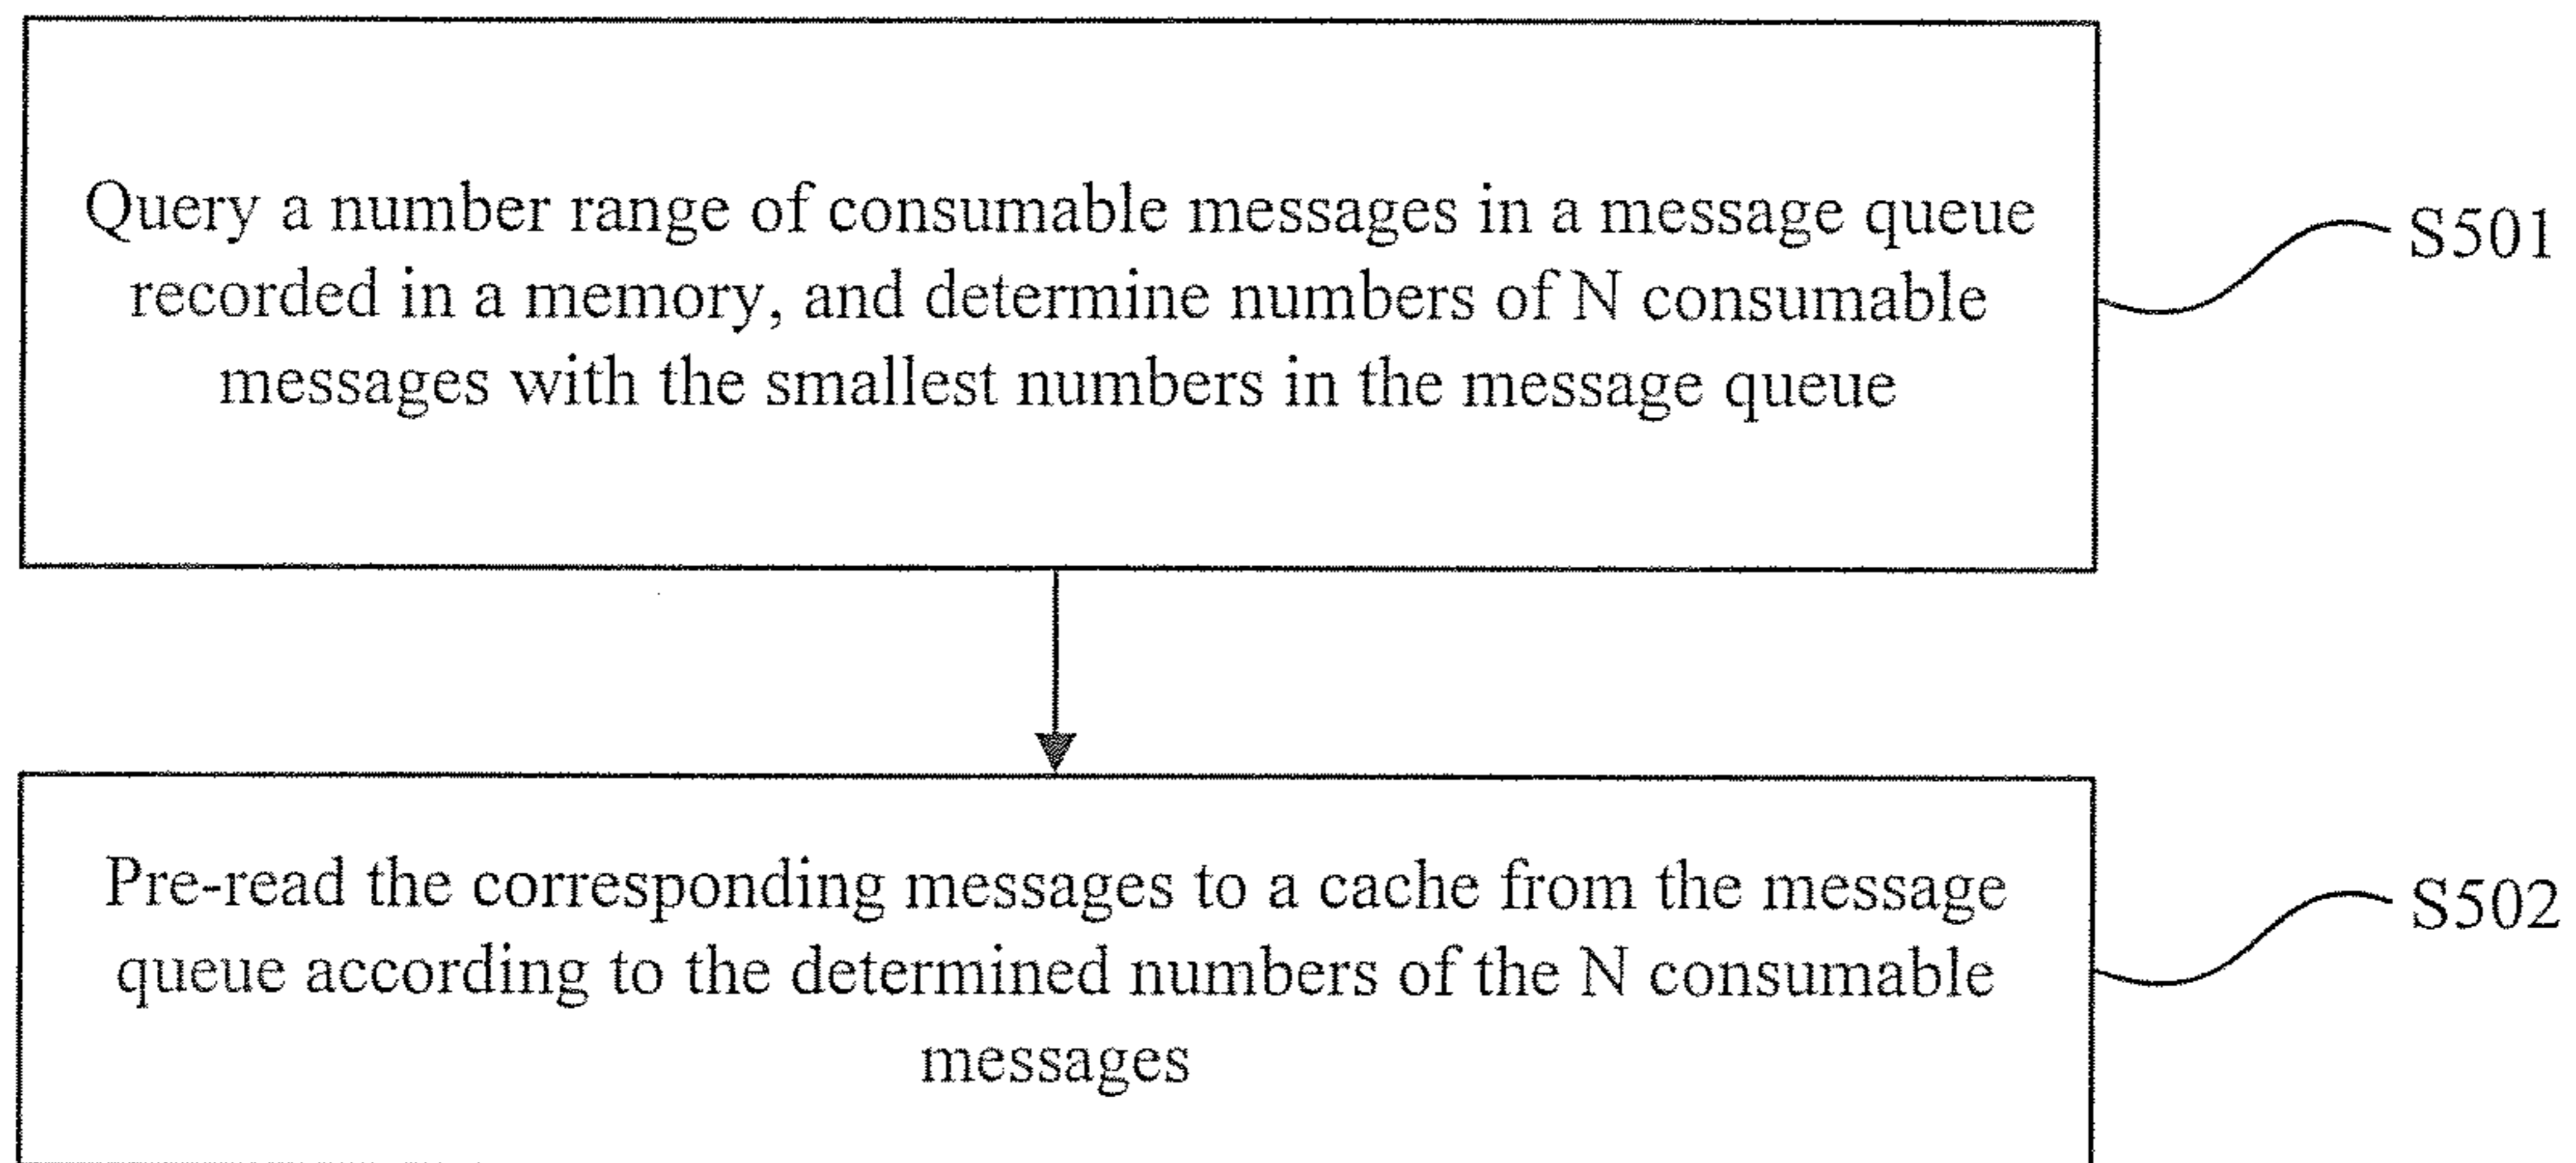 Query a number range of consumable messages in a message queue
recorded in a memory, and determine numbers of N consumable
messages with the smallest numbers in the message queue
S501
Pre-read the corresponding messages to a cache from the message
queue according to the determined numbers of the N consumable
messages
S502